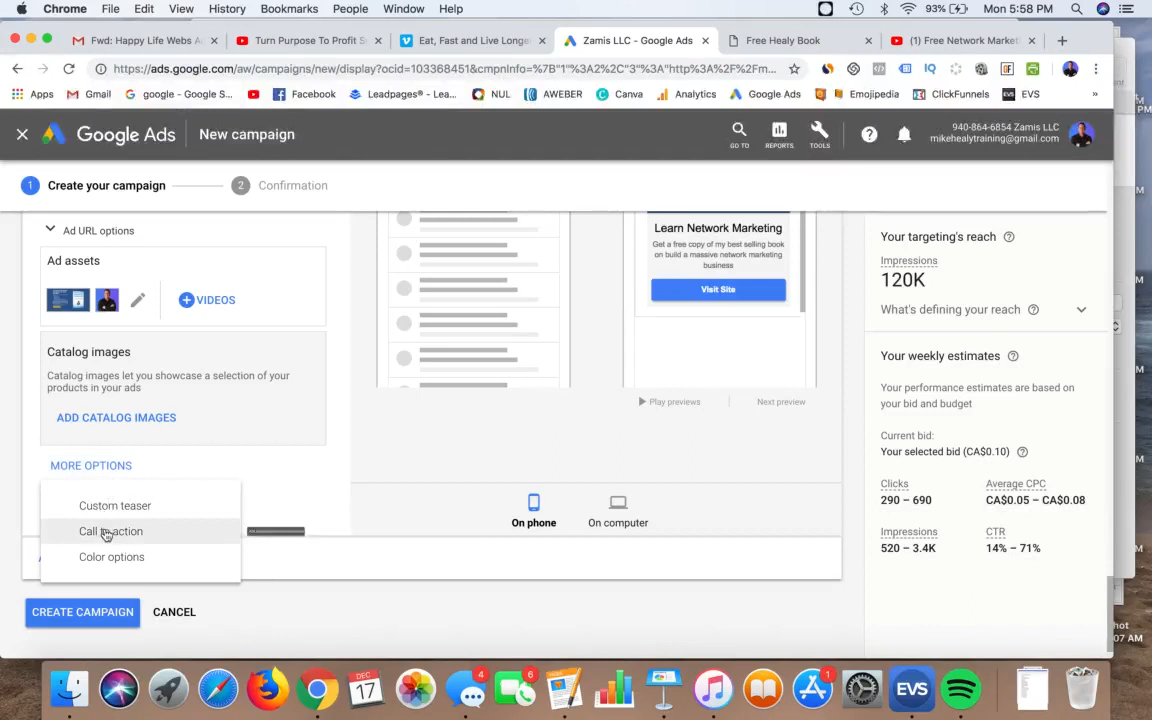 Chrome File Edit View History Bookmarks People Window Help 93% Mon 5:58 PM
Fwd: Happy Life Webs A Turn Purpose To Profit S Eat, Fast and Live Longe Zamis LLC - Google Ads Free Healy Book (1) Free Network Market
https://ads.google.com/aw/campaigns/new/display?ocid=103368451&cmpnInfo=%7B"1"%3A2%2C"3"%3A"http%3A%2F%2Fm...
Apps Gmail google - Google S... Facebook Leadpages® - Lea... NUL AWEBER Canva Analytics Google Ads Emojipedia ClickFunnels EVS EVS »
Google Ads New campaign
GO TO REPORTS TOOLS
940-864-6854 Zamis LLC
mikehealytraining@gmail.com
1 Create your campaign 2 Confirmation
Ad URL options
Ad assets
VIDEOS
Catalog images
Catalog images let you showcase a selection of your
products in your ads
ADD CATALOG IMAGES
MORE OPTIONS
Custom teaser
Call to action
Color options
CREATE CAMPAIGN CANCEL
Learn Network Marketing
Get a free copy of my best selling book
on build a massive network marketing
business
Visit Site
Play previews Next preview
On phone On computer
Your targeting's reach
Impressions
120K
What's defining your reach
Your weekly estimates
Your performance estimates are based on
your bid and budget
Current bid:
Your selected bid (CA$0.10)
Clicks Average CPC
290 – 690 CA$0.05 – CA$0.08
Impressions CTR
520 – 3.4K 14% – 71%
hot
07 AM
DEC
17
4
6
1
EVS